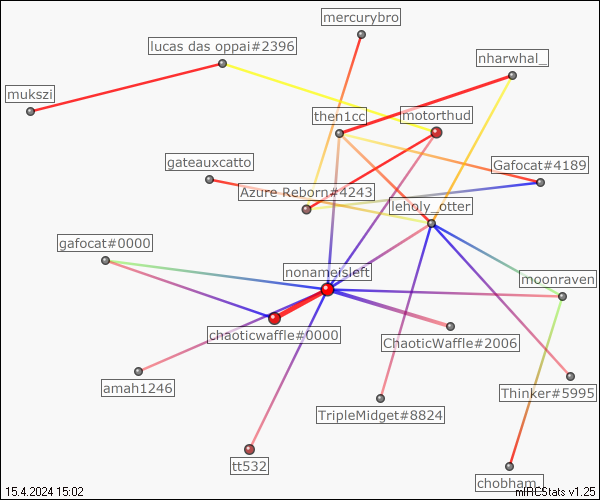 mercurybro
lucas das oppai#2396
nharwhal_
mukszi
then1cc
motorthud
gateauxcatto
Gafocat#4189
Azure Reborn#4243
leholy_otter
gafocat#0000
nonameisleft
moonraven
chaoticwaffle#0000
ChaoticWaffle#2006
amah1246
Thinker#5995
TripleMidget#8824
tt532
chobham_
15.4.2024 15:02
mIRCStats v1.25